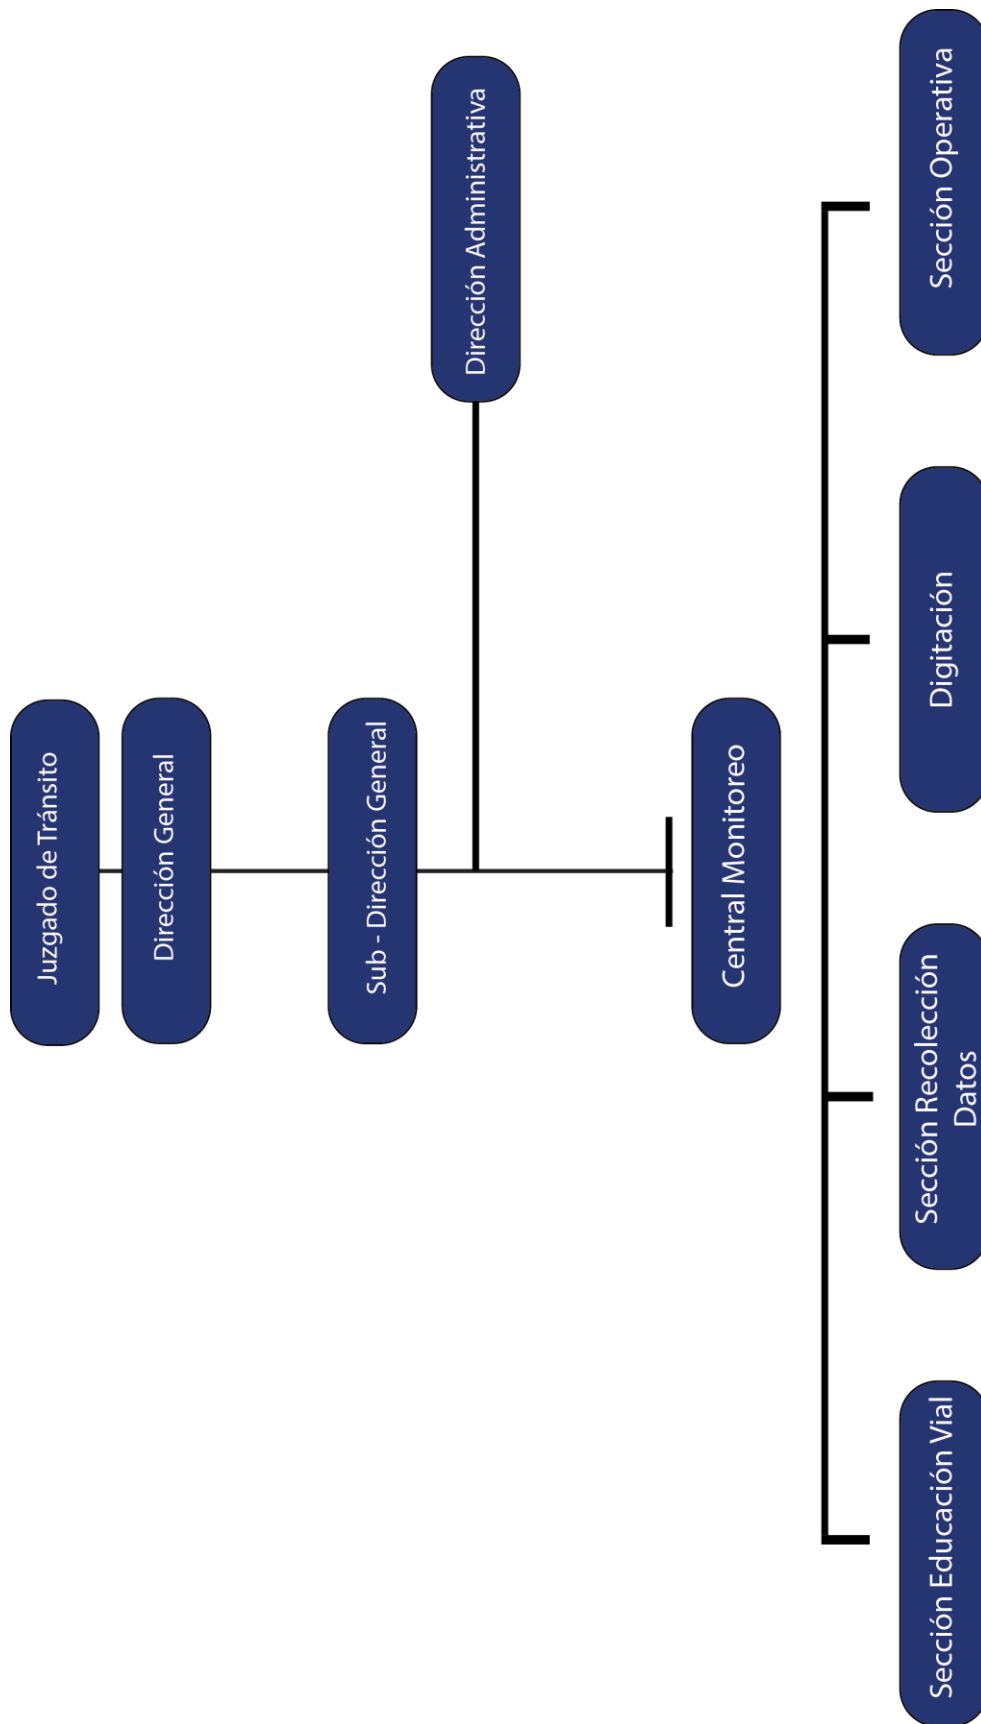 Juzgado de Tránsito
Dirección General
Sub - Dirección General
Dirección Administrativa
Central Monitoreo
Sección Educación Vial
Sección Recolección
Datos
Digitación
Sección Operativa